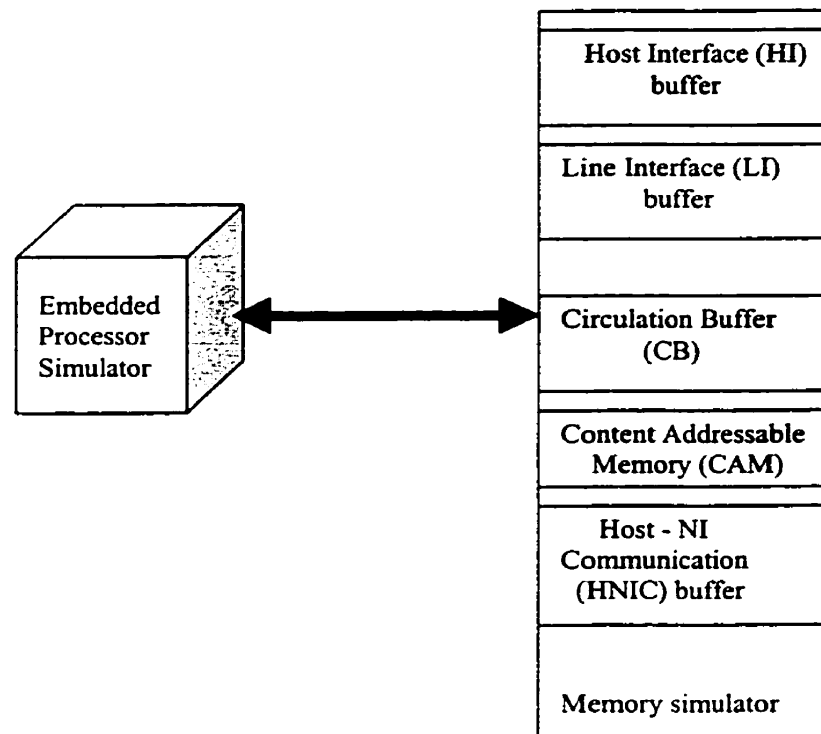 Host Interface (HI)
buffer
Line Interface (LI)
buffer
Embedded
Processor
Simulator
Circulation Buffer
(CB)
Content Addressable
Memory (CAM)
Host - NI
Communication
(HNIC) buffer
Memory simulator